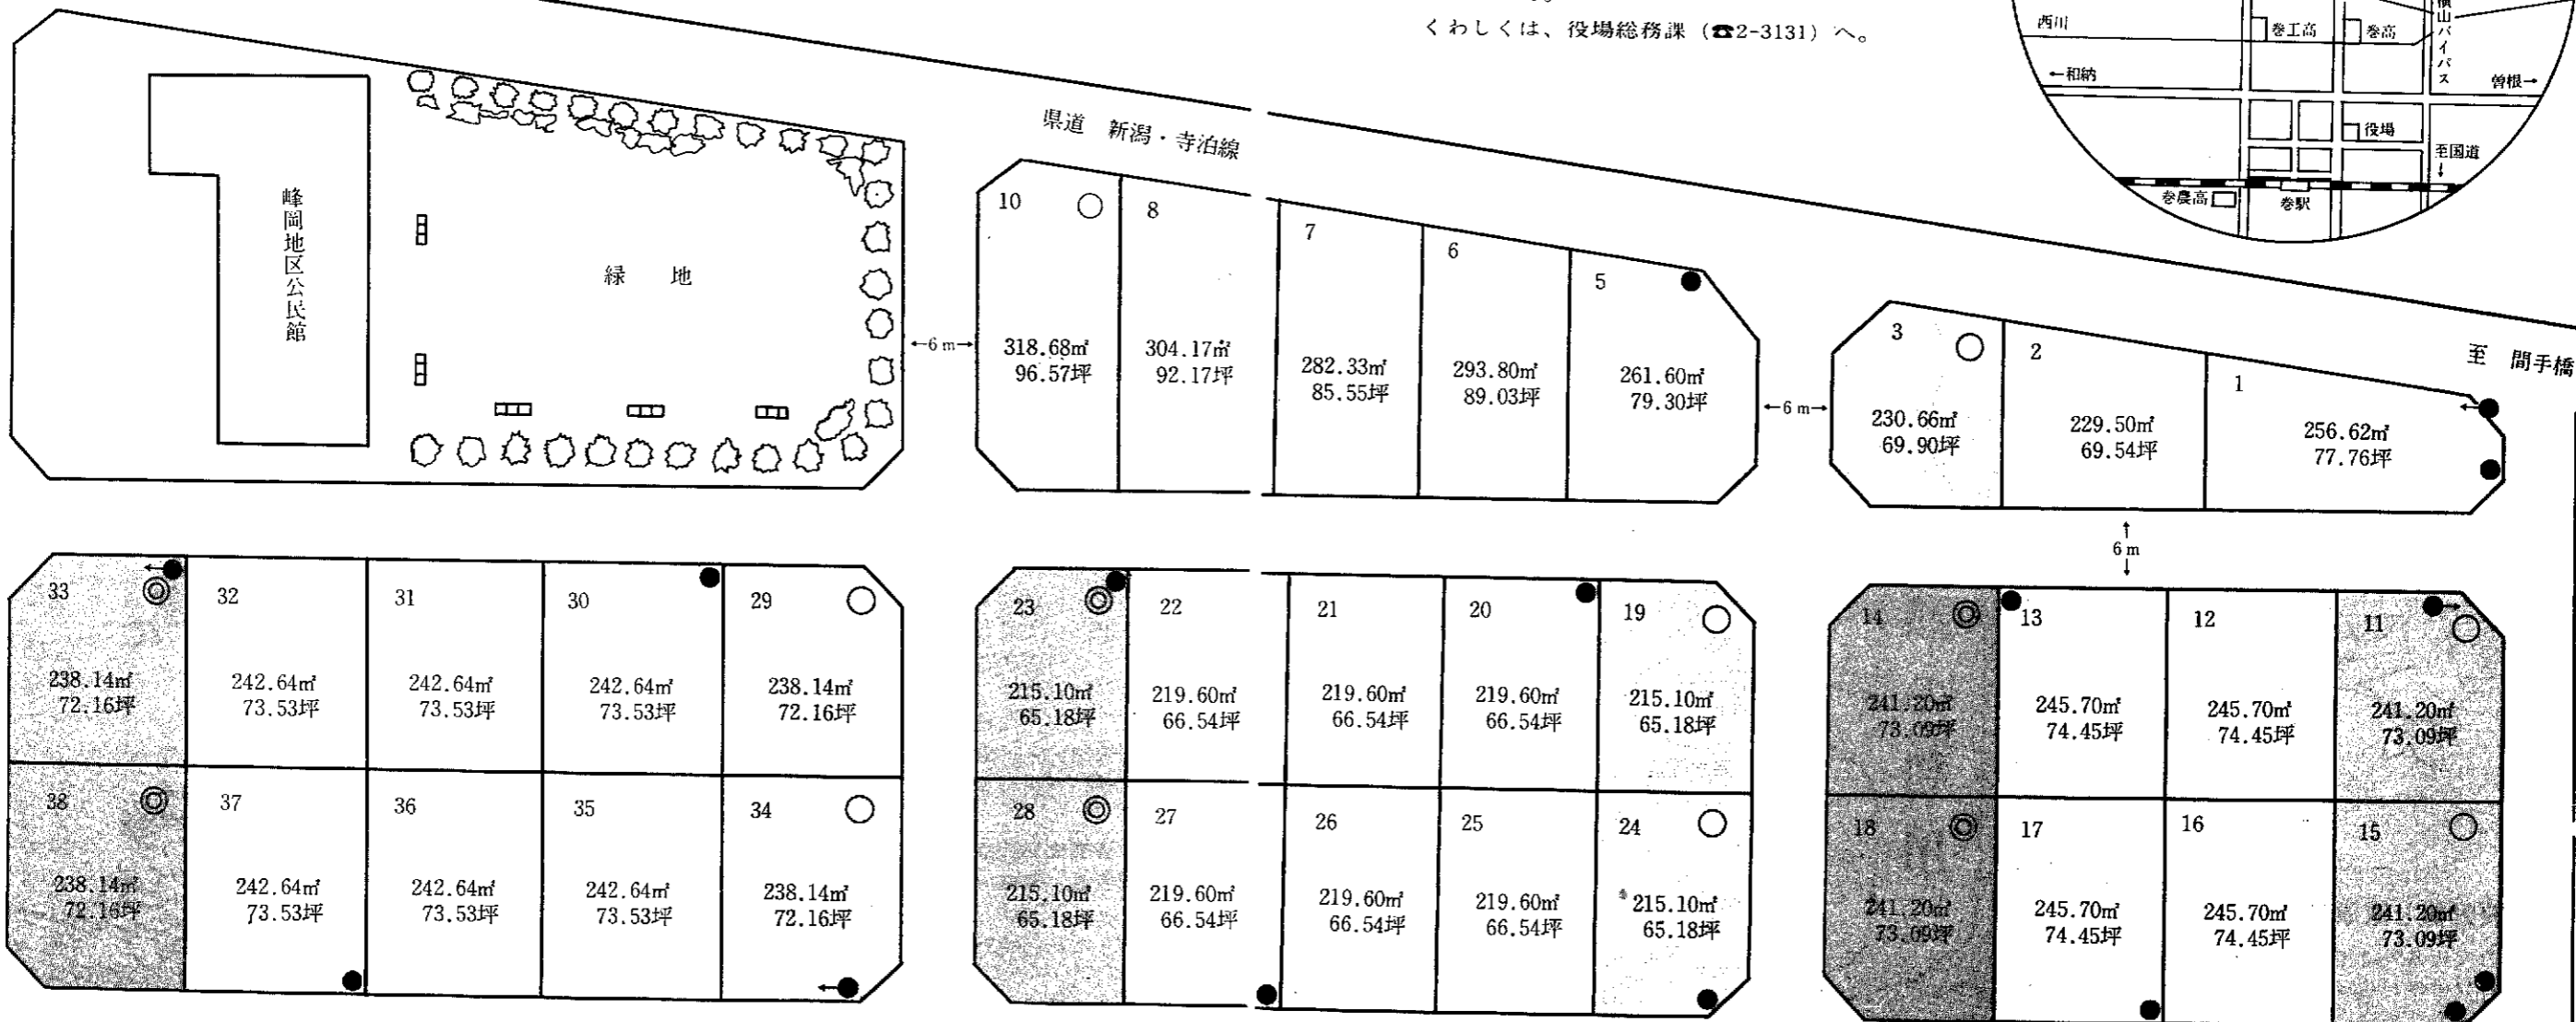 くわしくは、役場総務課（☎2-3131）へ。
西川
巻工高
巻高
横山バイパス
←和納
曽根→
役場
至国道
↓
巻農高
巻駅
県道 新潟・寺泊線
至 間手橋
峰岡地区公民館
緑 地
←6m→
10
318.68㎡
96.57坪
8
304.17㎡
92.17坪
7
282.33㎡
85.55坪
6
293.80㎡
89.03坪
5
261.60㎡
79.30坪
←6m→
3
230.66㎡
69.90坪
2
229.50㎡
69.54坪
1
256.62㎡
77.76坪
6m
33
238.14㎡
72.16坪
32
242.64㎡
73.53坪
31
242.64㎡
73.53坪
30
242.64㎡
73.53坪
29
238.14㎡
72.16坪
23
215.10㎡
65.18坪
22
219.60㎡
66.54坪
21
219.60㎡
66.54坪
20
219.60㎡
66.54坪
19
215.10㎡
65.18坪
14
241.20㎡
73.09坪
13
245.70㎡
74.45坪
12
245.70㎡
74.45坪
11
241.20㎡
73.09坪
38
238.14㎡
72.16坪
37
242.64㎡
73.53坪
36
242.64㎡
73.53坪
35
242.64㎡
73.53坪
34
238.14㎡
72.16坪
28
215.10㎡
65.18坪
27
219.60㎡
66.54坪
26
219.60㎡
66.54坪
25
219.60㎡
66.54坪
24
215.10㎡
65.18坪
18
241.20㎡
73.09坪
17
245.70㎡
74.45坪
16
245.70㎡
74.45坪
15
241.20㎡
73.09坪